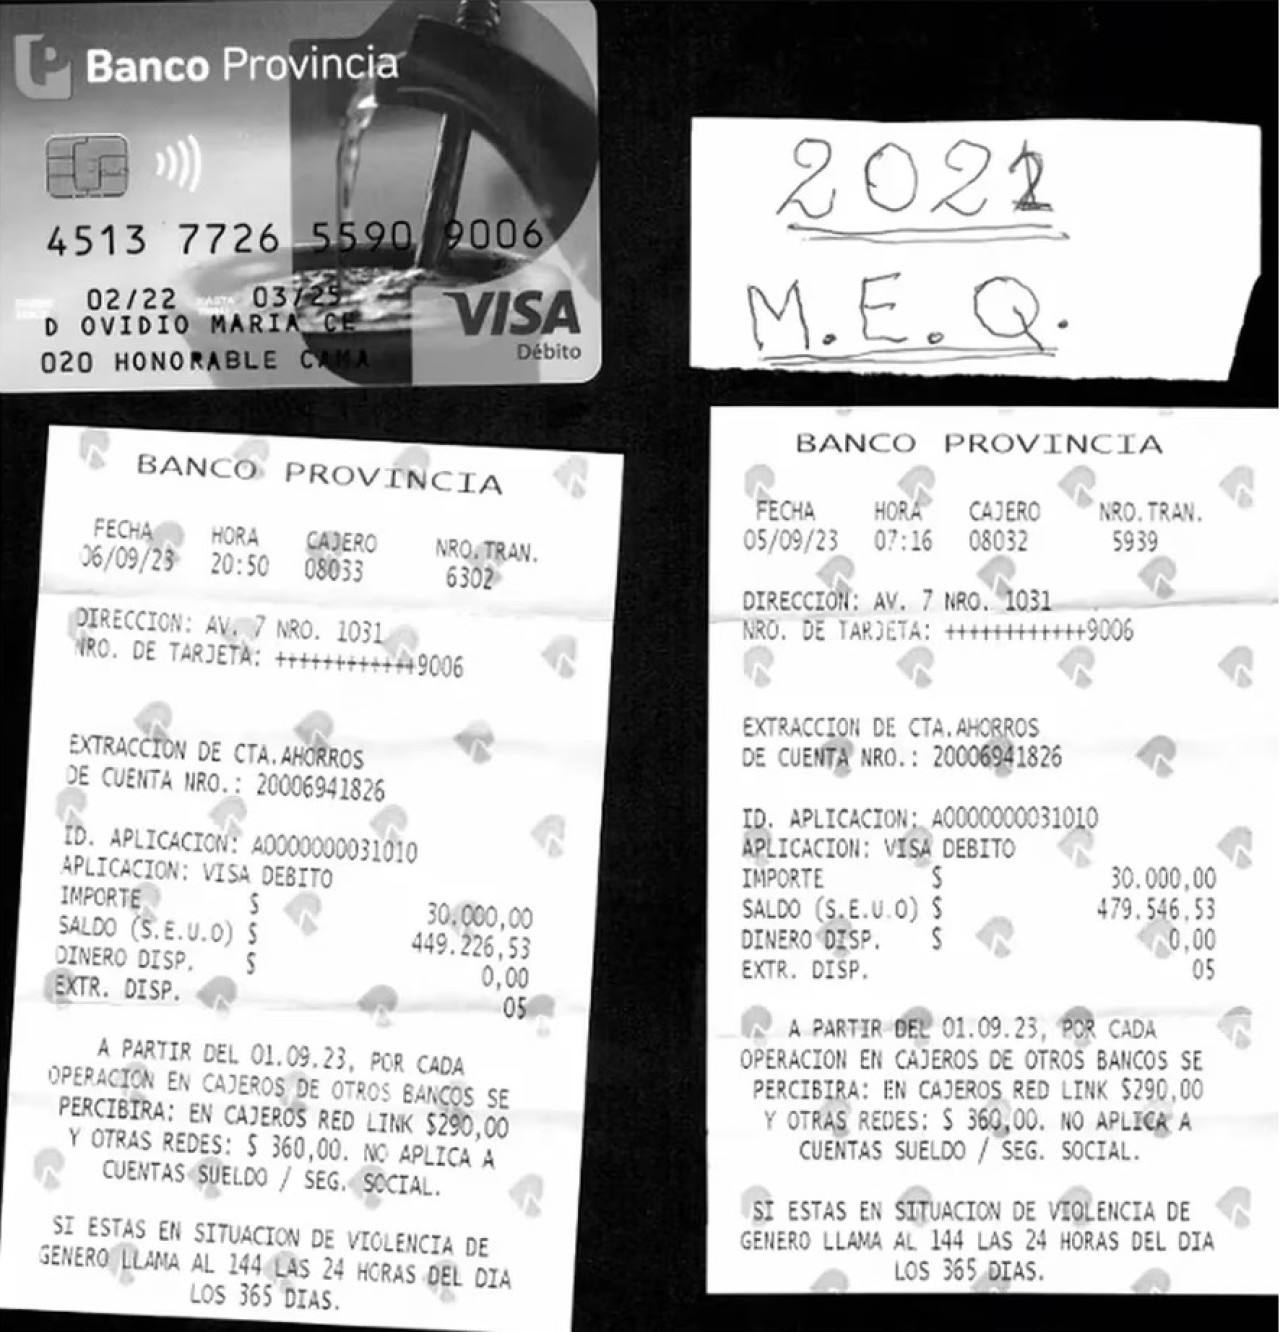 Banco Provincia
4513 7726 5590 9006
02/22 HASTA 03/25
D OVIDIO MARIA CE
020 HONORABLE CAMA
VISA
Débito
2021
M.E.Q.
BANCO PROVINCIA
FECHA HORA CAJERO NRO.TRAN.
06/09/23 20:50 08033 6302
DIRECCION: AV. 7 NRO. 1031
NRO. DE TARJETA: ++++++++++++9006
EXTRACCION DE CTA.AHORROS
DE CUENTA NRO.: 20006941826
ID. APLICACION: A0000000031010
APLICACION: VISA DEBITO
IMPORTE $ 30.000,00
SALDO (S.E.U.O) $ 449.226,53
DINERO DISP. $ 0,00
EXTR. DISP. 05
A PARTIR DEL 01.09.23, POR CADA
OPERACION EN CAJEROS DE OTROS BANCOS SE
PERCIBIRA: EN CAJEROS RED LINK $290,00
Y OTRAS REDES: $ 360,00. NO APLICA A
CUENTAS SUELDO / SEG. SOCIAL.
SI ESTAS EN SITUACION DE VIOLENCIA DE
GENERO LLAMA AL 144 LAS 24 HORAS DEL DIA
LOS 365 DIAS.
BANCO PROVINCIA
FECHA HORA CAJERO NRO.TRAN.
05/09/23 07:16 08032 5939
DIRECCION: AV. 7 NRO. 1031
NRO. DE TARJETA: ++++++++++++9006
EXTRACCION DE CTA.AHORROS
DE CUENTA NRO.: 20006941826
ID. APLICACION: A0000000031010
APLICACION: VISA DEBITO
IMPORTE $ 30.000,00
SALDO (S.E.U.O) $ 479.546,53
DINERO DISP. $ 0,00
EXTR. DISP. 05
A PARTIR DEL 01.09.23, POR CADA
OPERACION EN CAJEROS DE OTROS BANCOS SE
PERCIBIRA: EN CAJEROS RED LINK $290,00
Y OTRAS REDES: $ 360,00. NO APLICA A
CUENTAS SUELDO / SEG. SOCIAL.
SI ESTAS EN SITUACION DE VIOLENCIA DE
GENERO LLAMA AL 144 LAS 24 HORAS DEL DIA
LOS 365 DIAS.